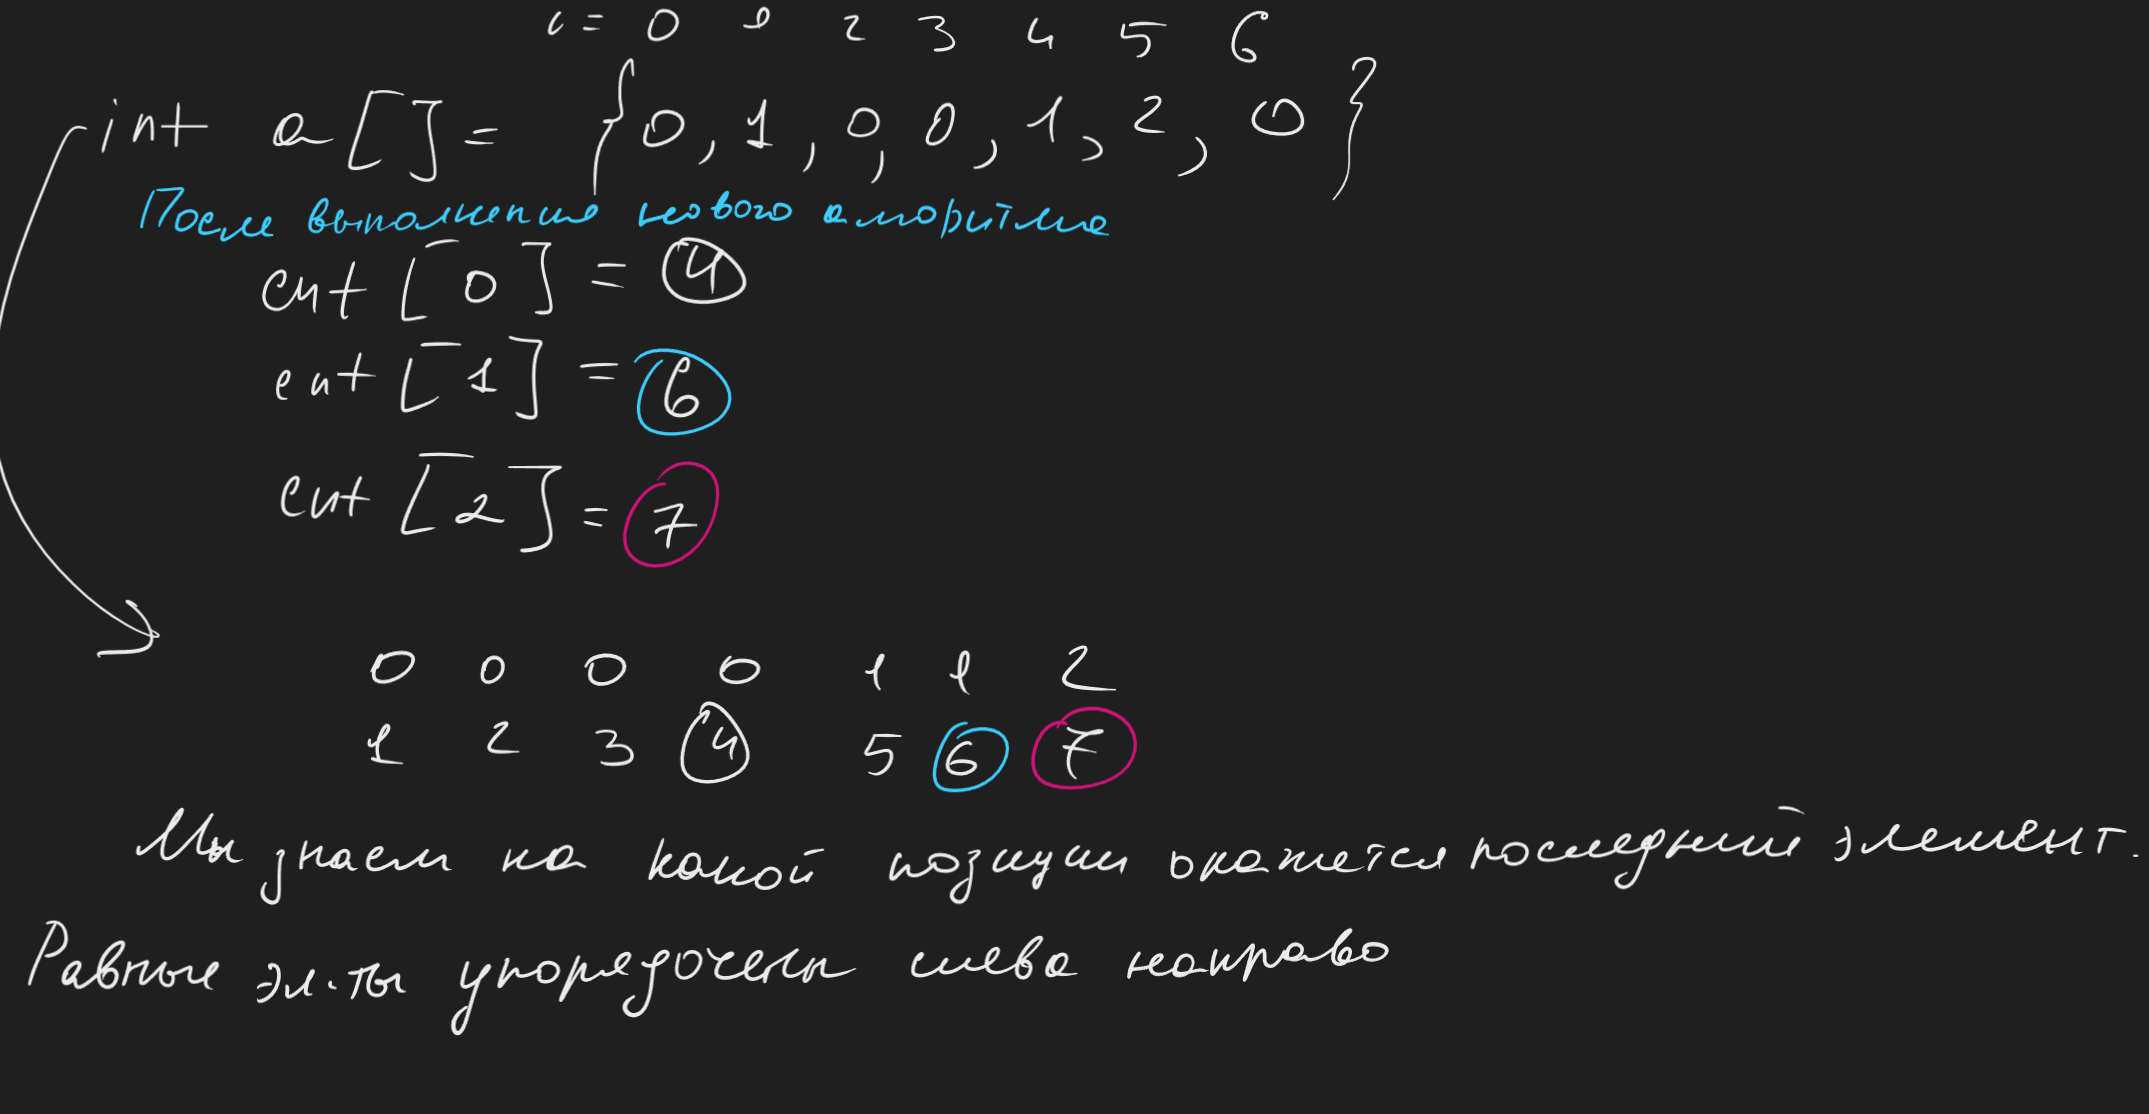 i = 0 1 2 3 4 5 6
int a[] = {0, 1, 0, 0, 1, 2, 0}
После выполнения нового алгоритма
cnt [0] = 4
cnt [1] = 6
cnt [2] = 7
0 0 0 0 1 1 2
1 2 3 4 5 6 7
Мы знаем на какой позиции окажется последний элемент.
Равные эл-ты упорядочены слева направо